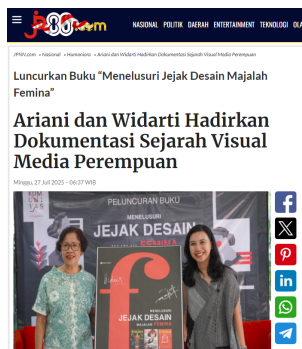 jpnn.com
NASIONAL POLITIK DAERAH ENTERTAINMENT TEKNOLOGI
JPNN.com » Nasional » Humaniora » Ariani dan Widarti Hadirkan Dokumentasi Sejarah Visual Media Perempuan
Luncurkan Buku “Menelusuri Jejak Desain Majalah
Femina”
Ariani dan Widarti Hadirkan
Dokumentasi Sejarah Visual
Media Perempuan
Minggu, 27 Juli 2025 – 06:37 WIB
PELUNCURAN BUKU
MENELUSURI
JEJAK DESAIN
f
JEJAK DESAIN
MAJALAH FEMINA